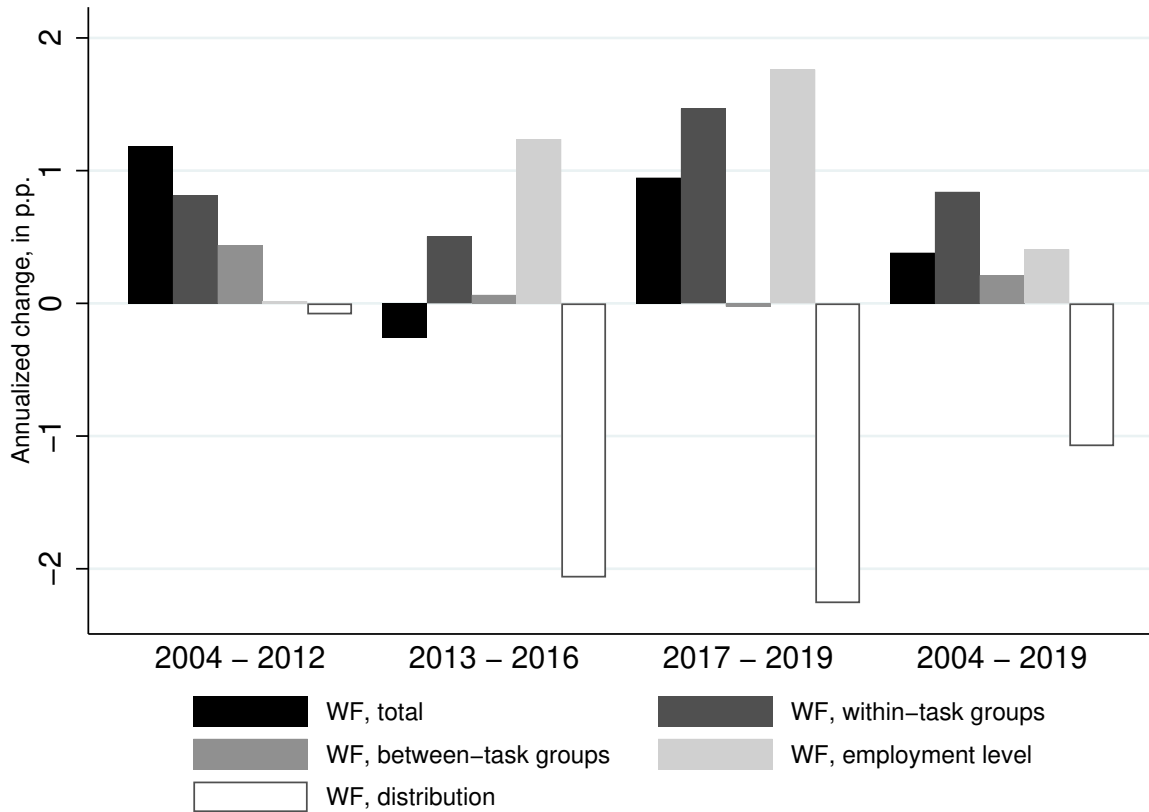 Annualized change, in p.p.
2
1
0
−1
−2
2004 − 2012
2013 − 2016
2017 − 2019
2004 − 2019
WF, total
WF, within−task groups
WF, between−task groups
WF, employment level
WF, distribution